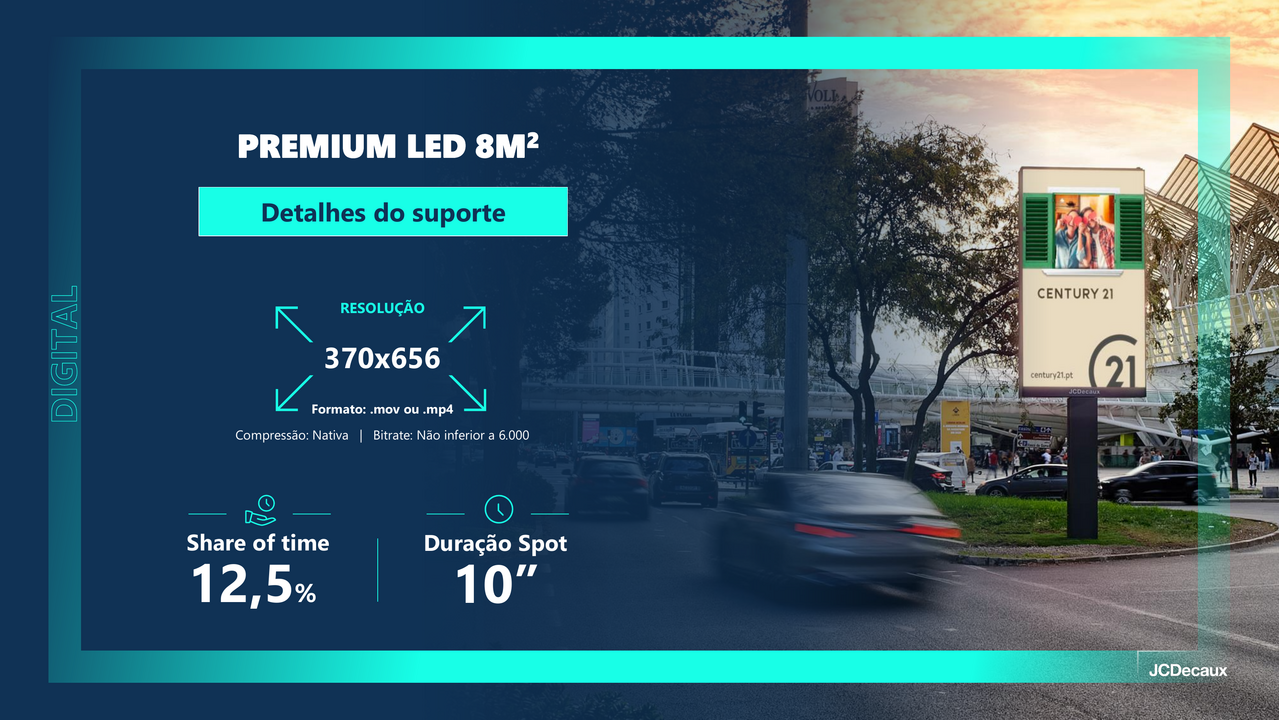 PREMIUM LED 8M²
Detalhes do suporte
DIGITAL
RESOLUÇÃO
370x656
Formato: .mov ou .mp4
Compressão: Nativa | Bitrate: Não inferior a 6.000
Share of time
12,5%
Duração Spot
10”
CENTURY 21
century21.pt
21
JCDecaux
JCDecaux